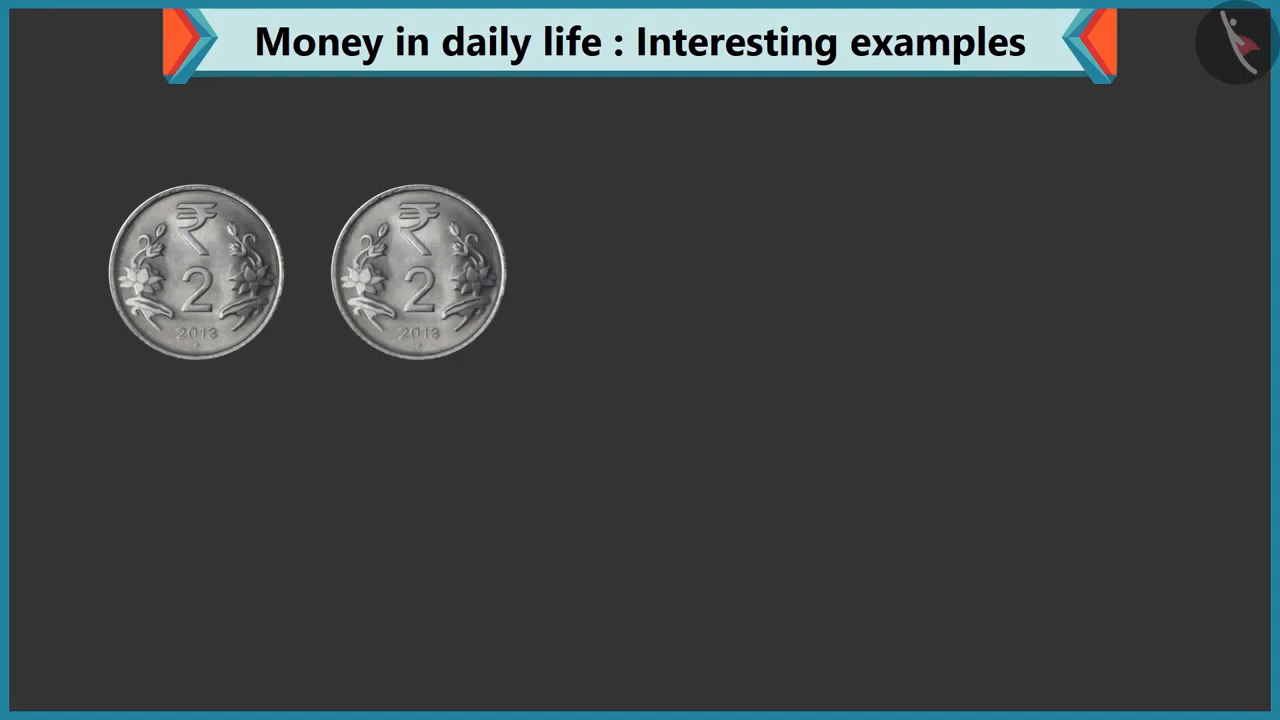 Money in daily life : Interesting examples
₹ ₹
2 2
2013 2013